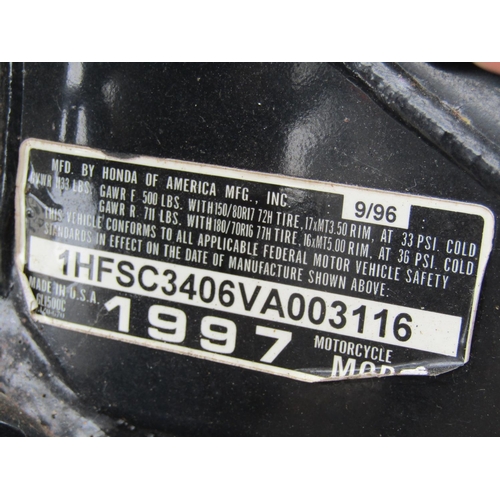 MFD. BY HONDA OF AMERICA MFG., INC. 9/96
GVWR 1133 LBS. GAWR F. 500 LBS. WITH 150/80R17 72H TIRE, 17xMT3.50 RIM, AT 33 PSI. COLD
GAWR R. 711 LBS. WITH 180/70R16 77H TIRE, 16xMT5.00 RIM, AT 36 PSI. COLD
THIS VEHICLE CONFORMS TO ALL APPLICABLE FEDERAL MOTOR VEHICLE SAFETY
STANDARDS IN EFFECT ON THE DATE OF MANUFACTURE SHOWN ABOVE:
1HFSC3406VA003116
MADE IN U.S.A.
GL1500C
1997 MOTORCYCLE